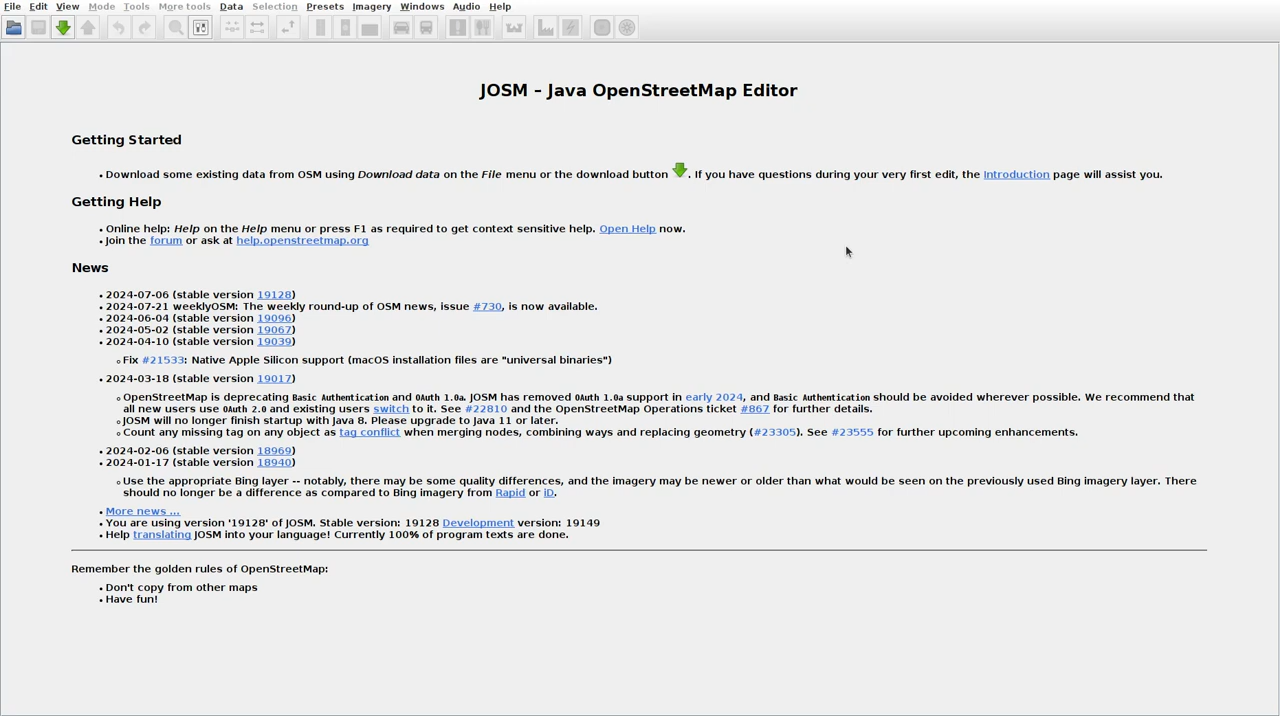 File Edit View Mode Tools More tools Data Selection Presets Imagery Windows Audio Help
JOSM – Java OpenStreetMap Editor
Getting Started
Download some existing data from OSM using Download data on the File menu or the download button . If you have questions during your very first edit, the Introduction page will assist you.
Getting Help
Online help: Help on the Help menu or press F1 as required to get context sensitive help. Open Help now.
Join the forum or ask at help.openstreetmap.org
News
2024-07-06 (stable version 19128)
2024-07-21 weeklyOSM: The weekly round-up of OSM news, issue #730, is now available.
2024-06-04 (stable version 19096)
2024-05-02 (stable version 19067)
2024-04-10 (stable version 19039)
Fix #21533: Native Apple Silicon support (macOS installation files are "universal binaries")
2024-03-18 (stable version 19017)
OpenStreetMap is deprecating Basic Authentication and OAuth 1.0a. JOSM has removed OAuth 1.0a support in early 2024, and Basic Authentication should be avoided wherever possible. We recommend that
all new users use OAuth 2.0 and existing users switch to it. See #22810 and the OpenStreetMap Operations ticket #867 for further details.
JOSM will no longer finish startup with Java 8. Please upgrade to Java 11 or later.
Count any missing tag on any object as tag conflict when merging nodes, combining ways and replacing geometry (#23305). See #23555 for further upcoming enhancements.
2024-02-06 (stable version 18969)
2024-01-17 (stable version 18940)
Use the appropriate Bing layer -- notably, there may be some quality differences, and the imagery may be newer or older than what would be seen on the previously used Bing imagery layer. There
should no longer be a difference as compared to Bing imagery from Rapid or iD.
More news ...
You are using version '19128' of JOSM. Stable version: 19128 Development version: 19149
Help translating JOSM into your language! Currently 100% of program texts are done.
Remember the golden rules of OpenStreetMap:
Don't copy from other maps
Have fun!